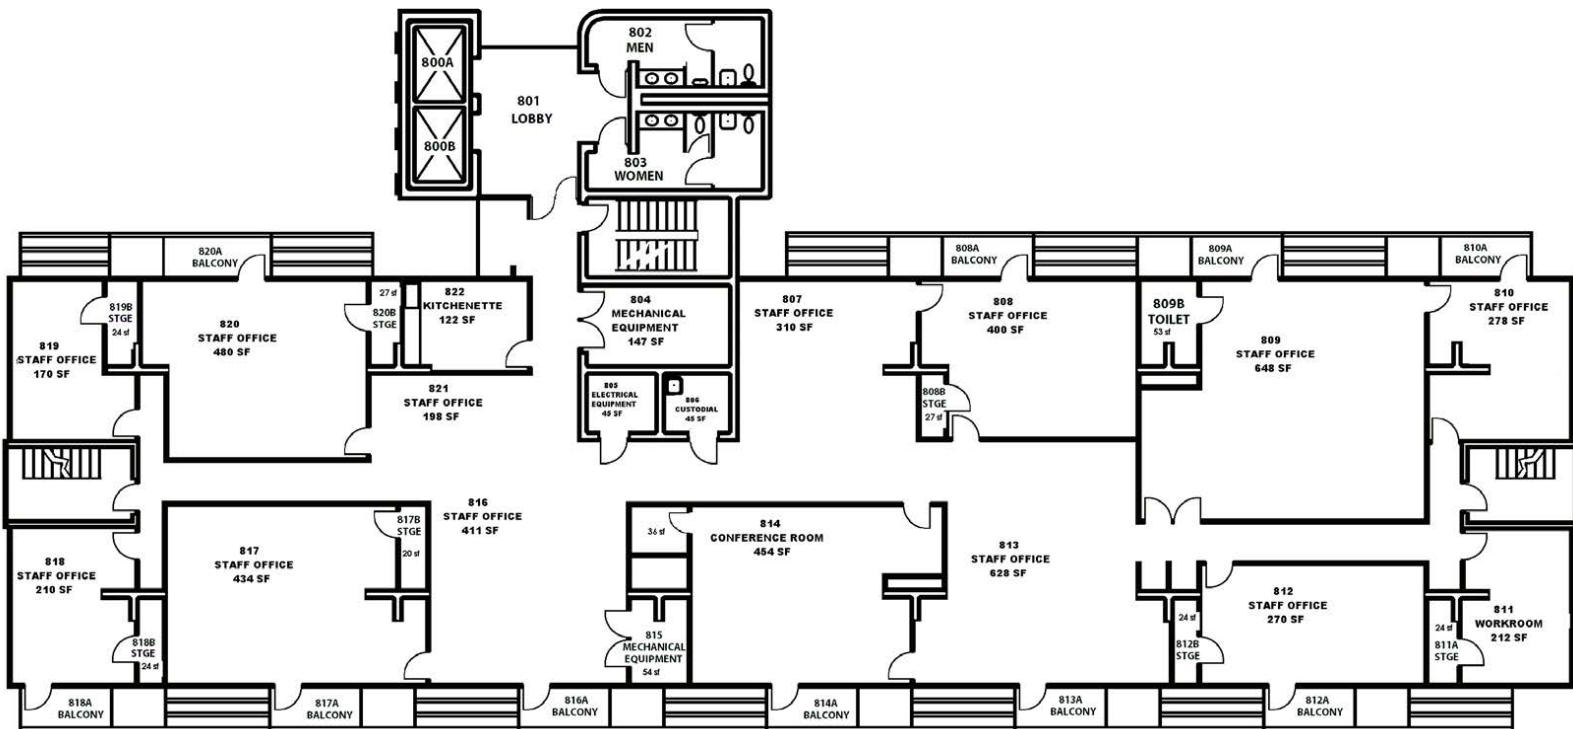 800A
800B
801
LOBBY
802
MEN
803
WOMEN
820A
BALCONY
808A
BALCONY
809A
BALCONY
810A
BALCONY
819B
STGE
24 sf
819
STAFF OFFICE
170 SF
820
STAFF OFFICE
480 SF
27 sf
820B
STGE
822
KITCHENETTE
122 SF
821
STAFF OFFICE
198 SF
804
MECHANICAL
EQUIPMENT
147 SF
805
ELECTRICAL
EQUIPMENT
45 SF
806
CUSTODIAL
45 SF
807
STAFF OFFICE
310 SF
808
STAFF OFFICE
400 SF
808B
STGE
27 sf
809B
TOILET
53 sf
809
STAFF OFFICE
648 SF
810
STAFF OFFICE
278 SF
818
STAFF OFFICE
210 SF
818B
STGE
24 sf
817
STAFF OFFICE
434 SF
817B
STGE
20 sf
816
STAFF OFFICE
411 SF
36 sf
815
MECHANICAL
EQUIPMENT
54 sf
814
CONFERENCE ROOM
454 SF
813
STAFF OFFICE
628 SF
24 sf
812B
STGE
812
STAFF OFFICE
270 SF
24 sf
811A
STGE
811
WORKROOM
212 SF
818A
BALCONY
817A
BALCONY
816A
BALCONY
814A
BALCONY
813A
BALCONY
812A
BALCONY